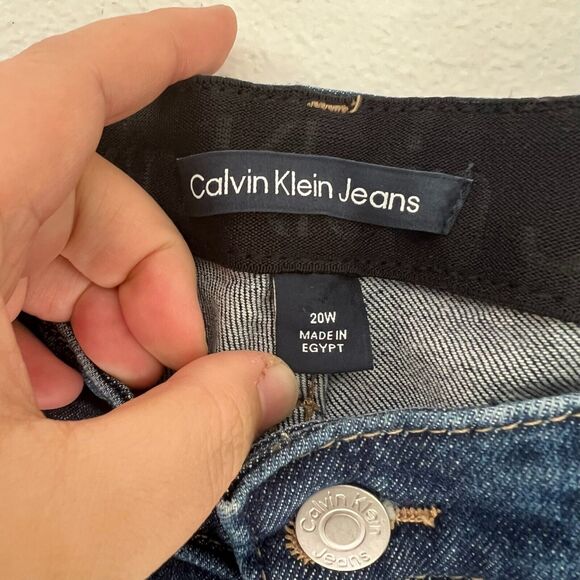 Calvin Klein Jeans
20W
MADE IN
EGYPT
Calvin Klein
Jeans